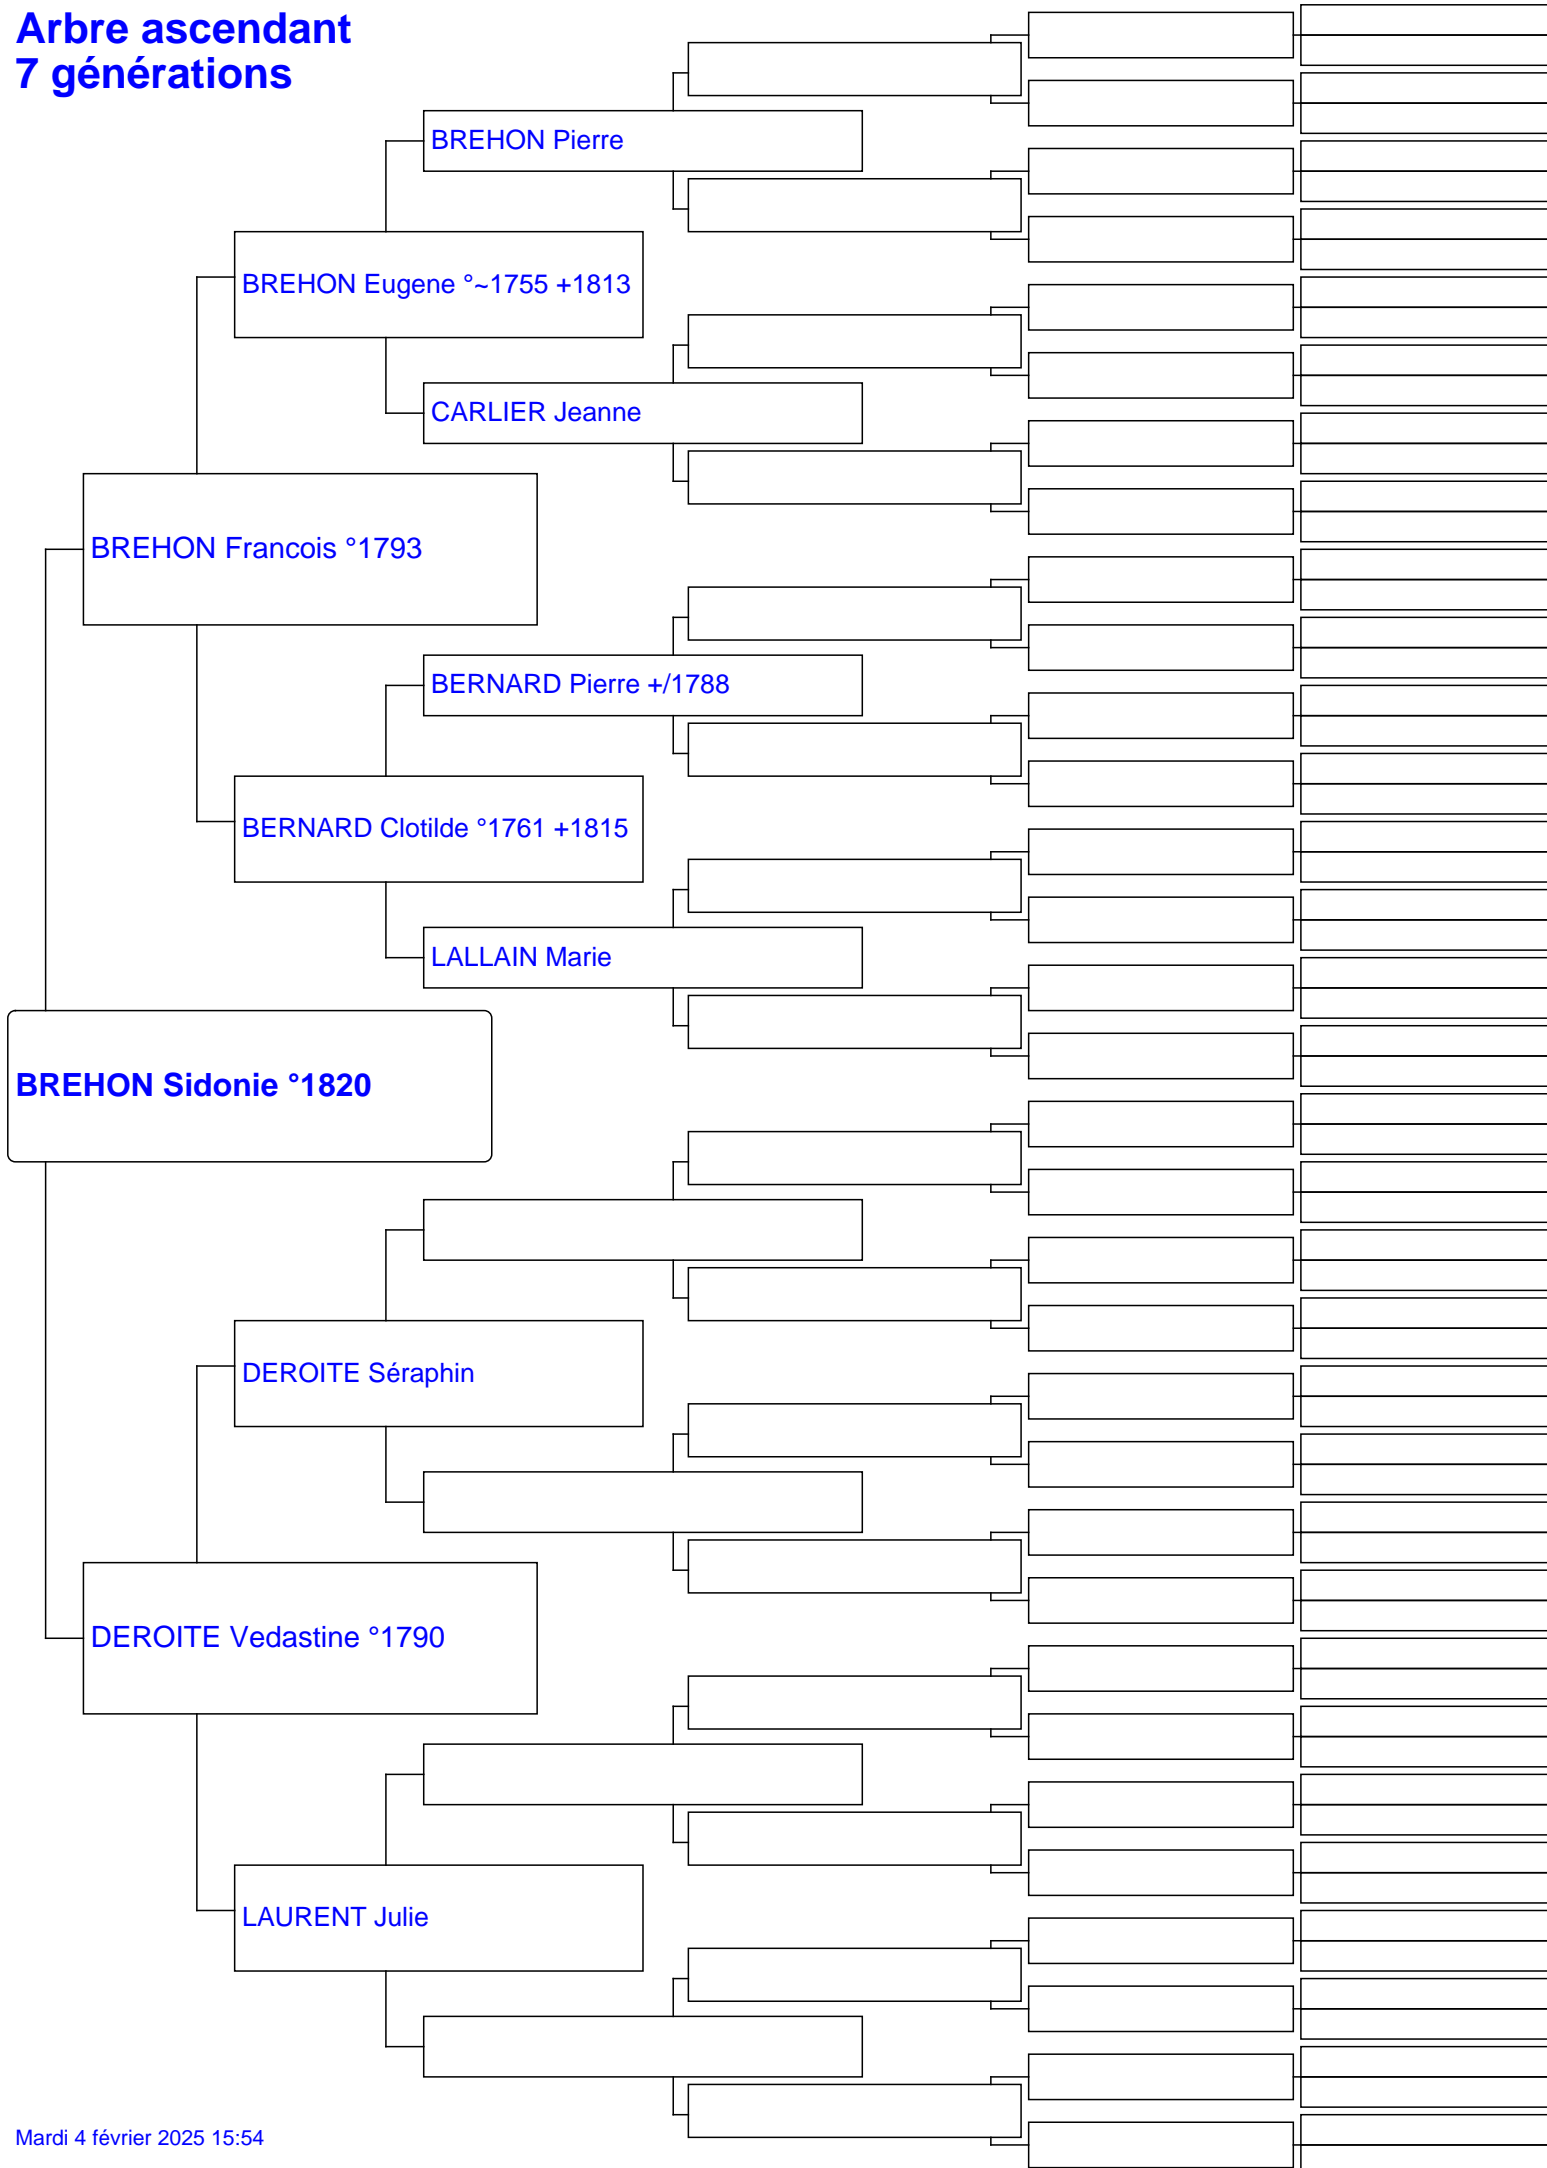 Arbre ascendant
7 générations
BREHON Pierre
BREHON Eugene °~1755 +1813
CARLIER Jeanne
BREHON Francois °1793
BERNARD Pierre +/1788
BERNARD Clotilde °1761 +1815
LALLAIN Marie
BREHON Sidonie °1820
DEROITE Séraphin
DEROITE Vedastine °1790
LAURENT Julie
Mardi 4 février 2025 15:54